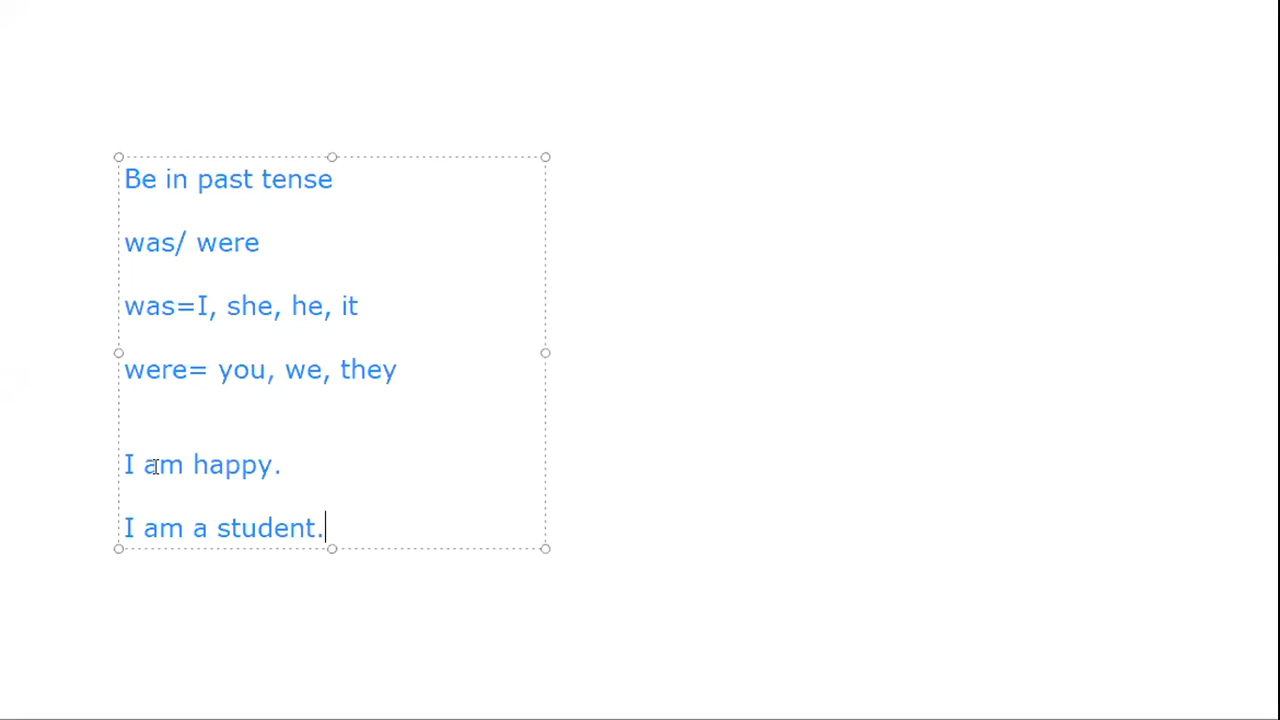 Be in past tense
was/ were
was=I, she, he, it
were= you, we, they
I am happy.
I am a student.